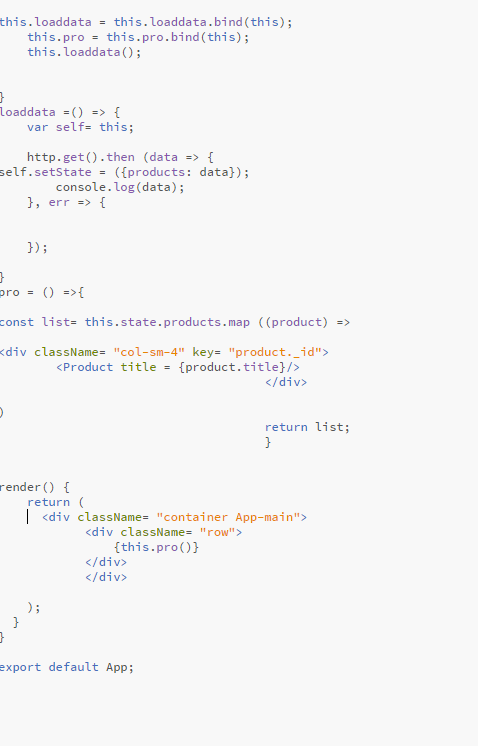 this.loaddata = this.loaddata.bind(this);
this.pro = this.pro.bind(this);
this.loaddata();
}
loaddata =() => {
var self= this;
http.get().then (data => {
self.setState = ({products: data});
console.log(data);
}, err => {
});
}
pro = () =>{
const list= this.state.products.map ((product) =>
<div className= "col-sm-4" key= "product._id">
<Product title = {product.title}/>
</div>
)
return list;
}
render() {
return (
<div className= "container App-main">
<div className= "row">
{this.pro()}
</div>
</div>
);
}
}
export default App;